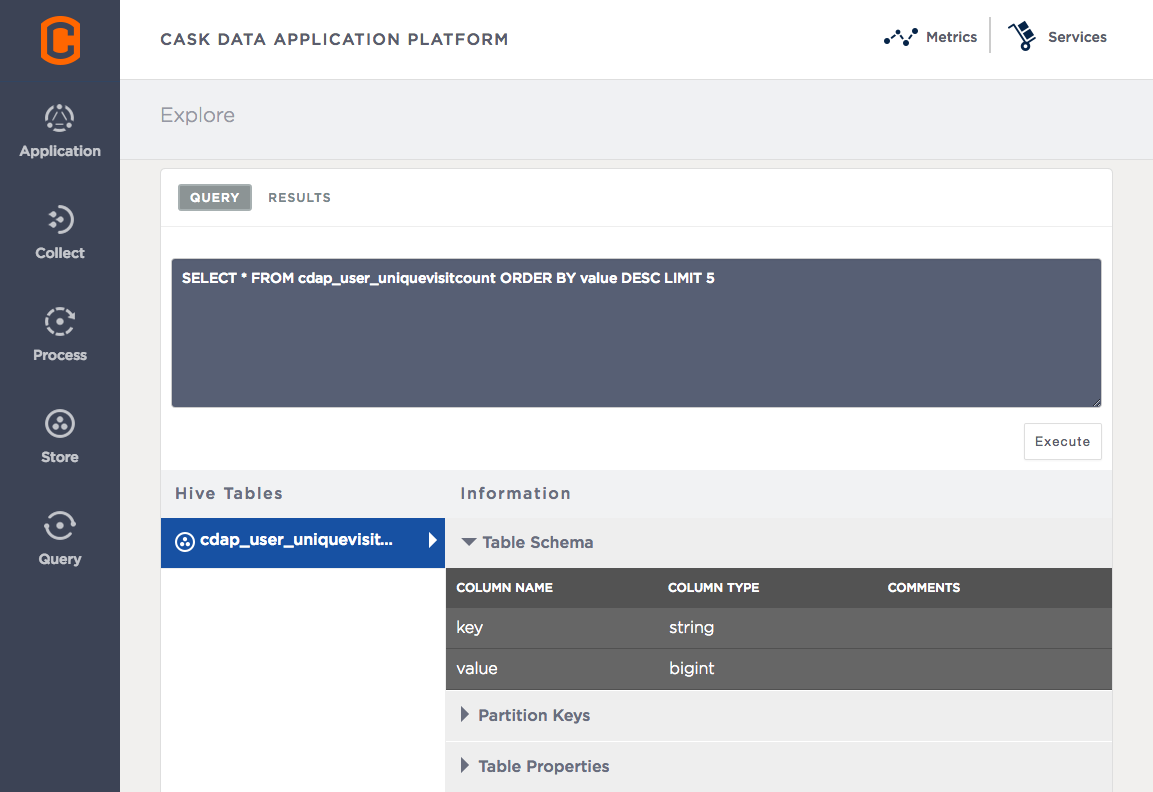 CASK DATA APPLICATION PLATFORM
Metrics
Services
Application
Collect
Process
Store
Query
Explore
QUERY RESULTS
SELECT * FROM cdap_user_uniquevisitcount ORDER BY value DESC LIMIT 5
Execute
Hive Tables
Information
cdap_user_uniquevisit...
Table Schema
COLUMN NAME COLUMN TYPE COMMENTS
key string
value bigint
Partition Keys
Table Properties